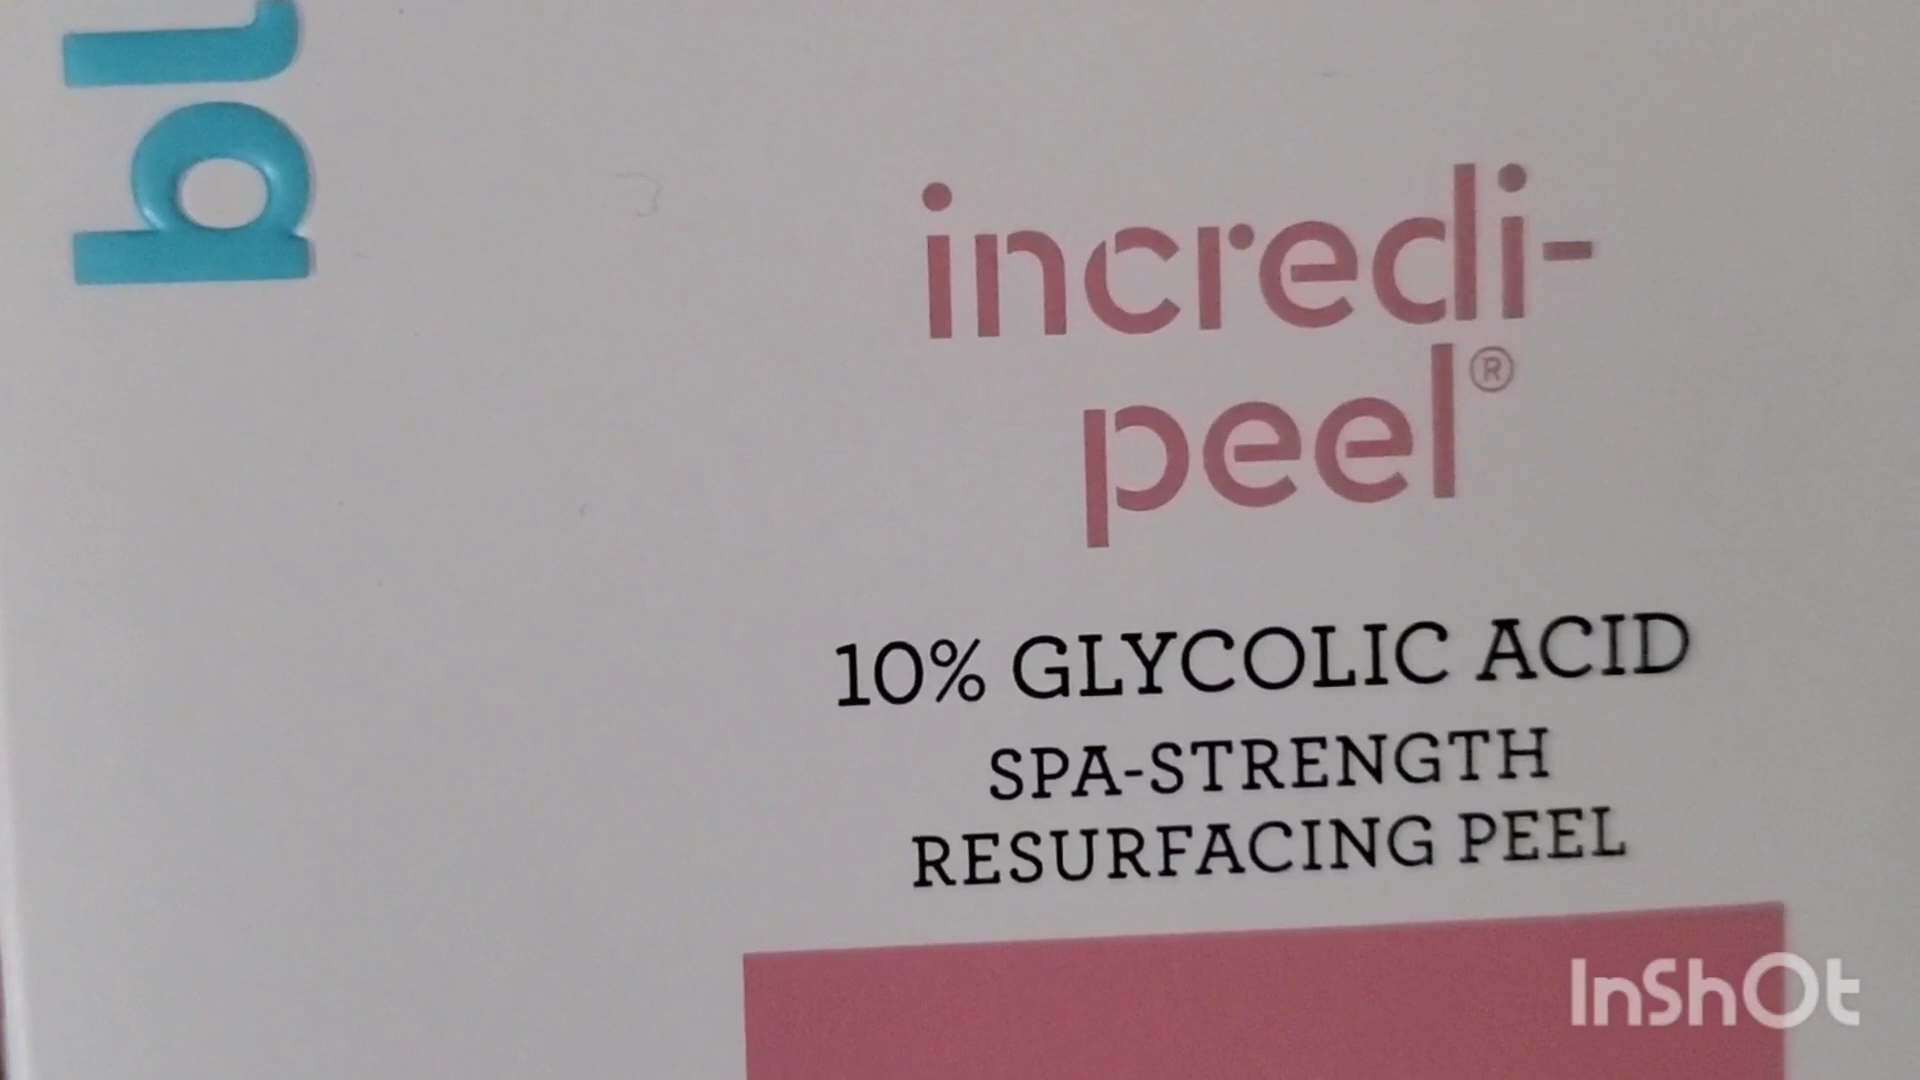 incredi-
peel®
10% GLYCOLIC ACID
SPA-STRENGTH
RESURFACING PEEL
InShOt